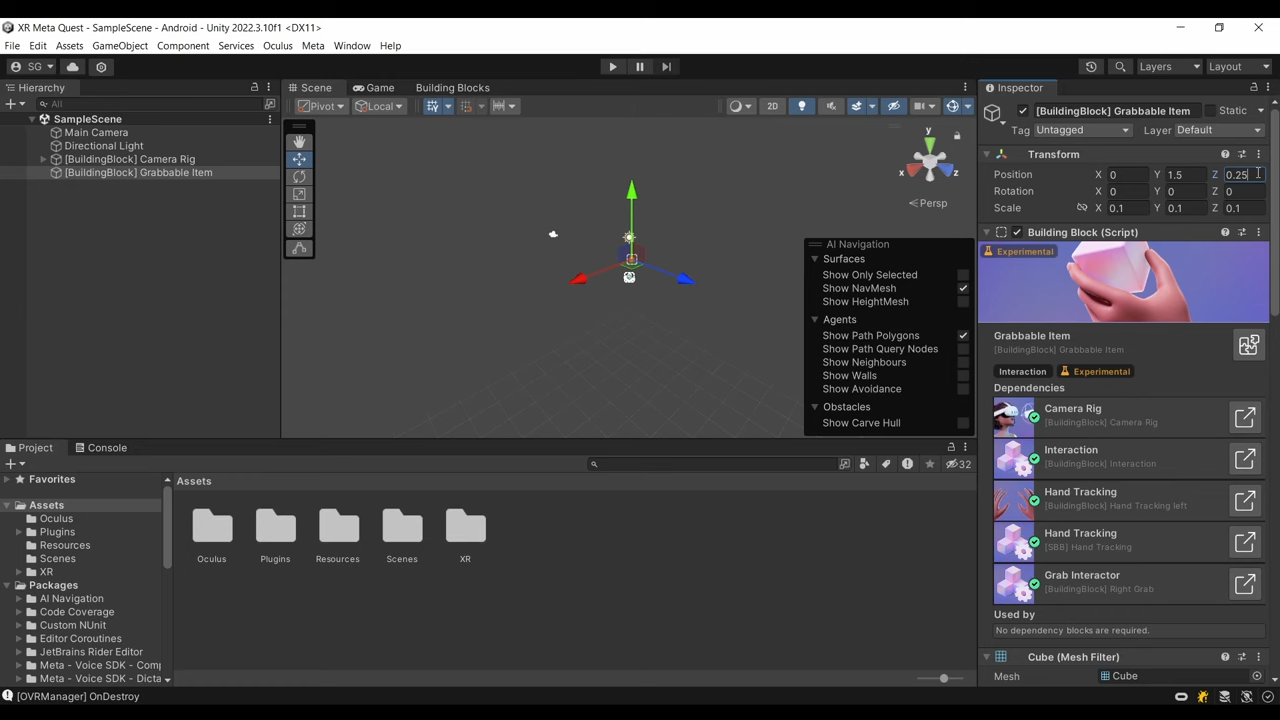 XR Meta Quest - SampleScene - Android - Unity 2022.3.10f1 <DX11>
File Edit Assets GameObject Component Services Oculus Meta Window Help
SG Layers Layout
Hierarchy
All
SampleScene
Main Camera
Directional Light
[BuildingBlock] Camera Rig
[BuildingBlock] Grabbable Item
Scene Game Building Blocks
Pivot Local 2D
y
x z
Persp
AI Navigation
Surfaces
Show Only Selected
Show NavMesh
Show HeightMesh
Agents
Show Path Polygons
Show Path Query Nodes
Show Neighbours
Show Walls
Show Avoidance
Obstacles
Show Carve Hull
Inspector
[BuildingBlock] Grabbable Item Static
Tag Untagged Layer Default
Transform
Position X 0 Y 1.5 Z 0.25
Rotation X 0 Y 0 Z 0
Scale X 0.1 Y 0.1 Z 0.1
Building Block (Script)
Experimental
Grabbable Item
[BuildingBlock] Grabbable Item
Interaction Experimental
Dependencies
Camera Rig
[BuildingBlock] Camera Rig
Interaction
[BuildingBlock] Interaction
Hand Tracking
[BuildingBlock] Hand Tracking left
Hand Tracking
[SBB] Hand Tracking
Grab Interactor
[BuildingBlock] Right Grab
Used by
No dependency blocks are required.
Cube (Mesh Filter)
Mesh Cube
Project Console
32
Favorites
Assets
Oculus
Plugins
Resources
Scenes
XR
Packages
AI Navigation
Code Coverage
Custom NUnit
Editor Coroutines
JetBrains Rider Editor
Meta - Voice SDK - Comp
Meta - Voice SDK - Dicta
Assets
Oculus Plugins Resources Scenes XR
[OVRManager] OnDestroy